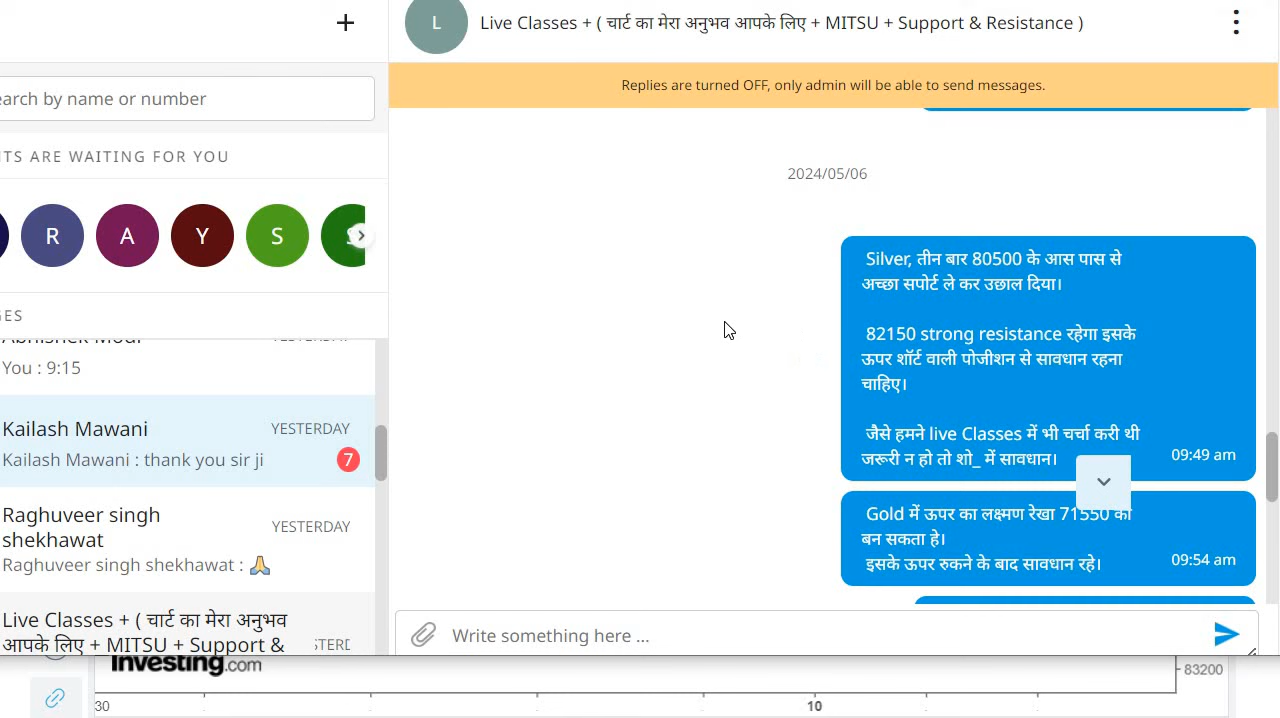 +
L
Live Classes + ( चार्ट का मेरा अनुभव आपके लिए + MITSU + Support & Resistance )
Replies are turned OFF, only admin will be able to send messages.
earch by name or number
NTS ARE WAITING FOR YOU
R A Y S
GES
You : 9:15
Kailash Mawani YESTERDAY
Kailash Mawani : thank you sir ji 7
Raghuveer singh
shekhawat YESTERDAY
Raghuveer singh shekhawat : 🙏
Live Classes + ( चार्ट का मेरा अनुभव
आपके लिए + MITSU + Support &
2024/05/06
Silver, तीन बार 80500 के आस पास से
अच्छा सपोर्ट ले कर उछाल दिया।
82150 strong resistance रहेगा इसके
ऊपर शॉर्ट वाली पोजीशन से सावधान रहना
चाहिए।
जैसे हमने live Classes में भी चर्चा करी थी
जरूरी न हो तो शो_ में सावधान।
09:49 am
Gold में ऊपर का लक्ष्मण रेखा 71550 का
बन सकता हे।
इसके ऊपर रुकने के बाद सावधान रहे।
09:54 am
Write something here ...
Investing.com
83200
30 10